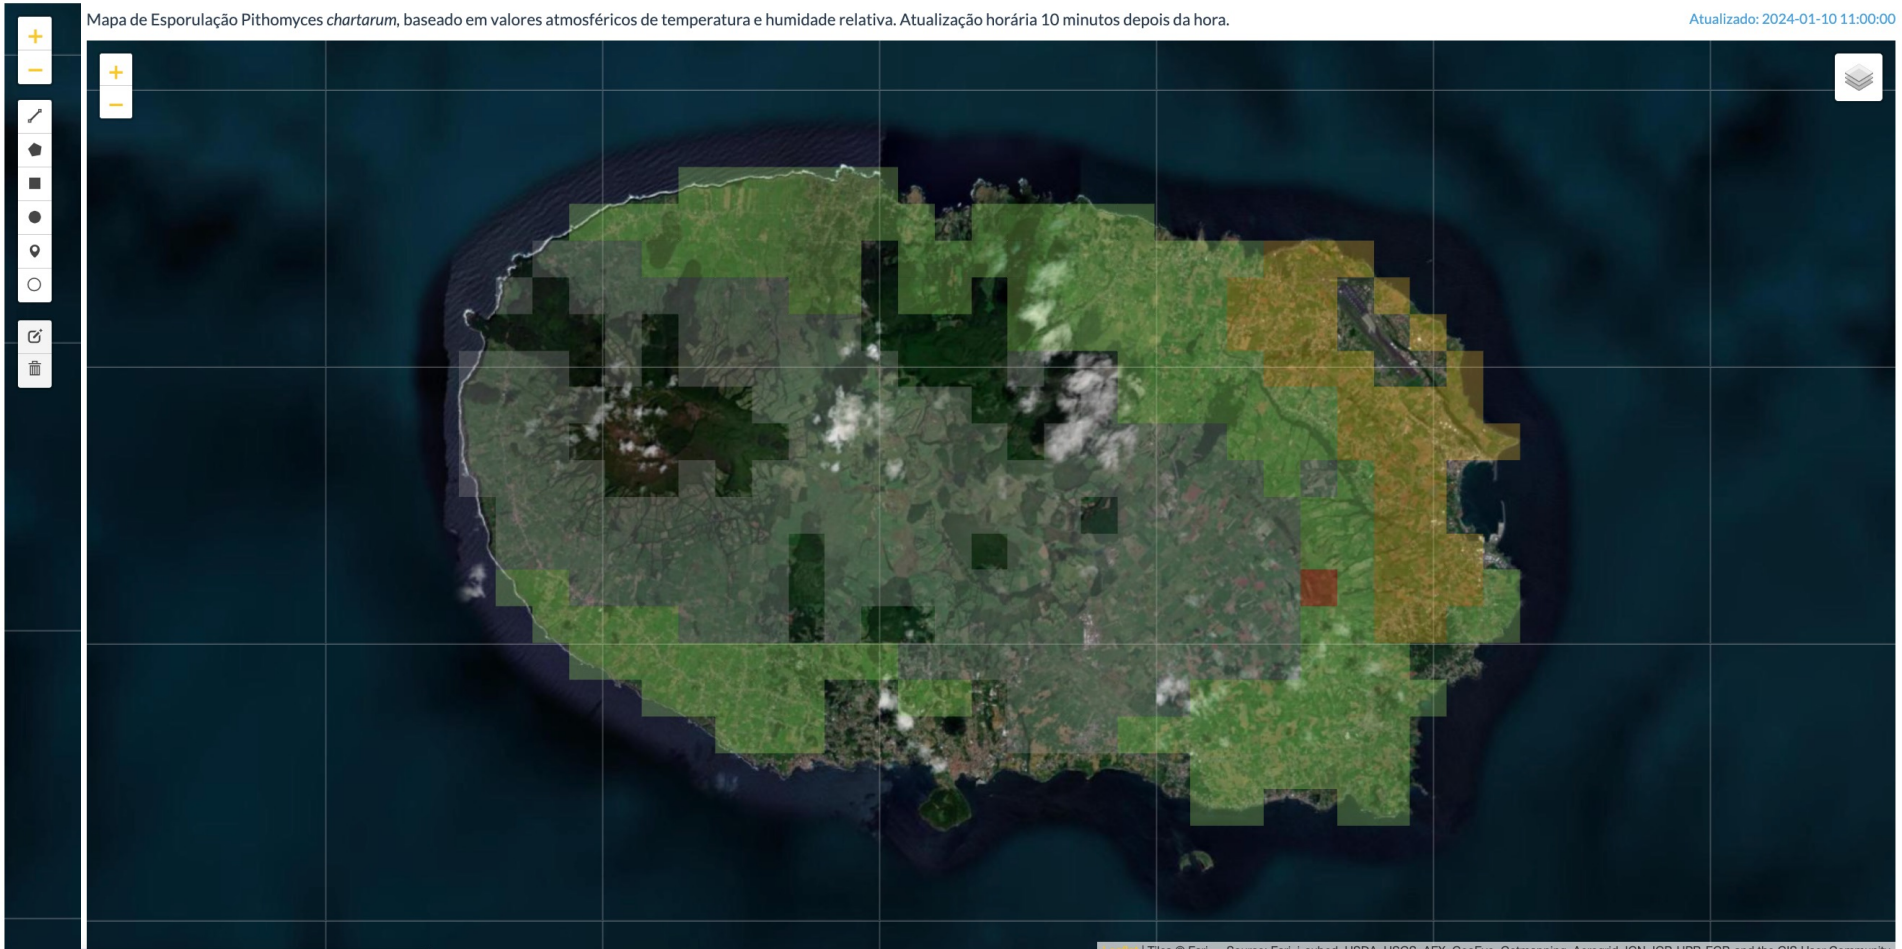 Mapa de Esporulação Pithomyces chartarum, baseado em valores atmosféricos de temperatura e humidade relativa. Atualização horária 10 minutos depois da hora.
Atualizado: 2024-01-10 11:00:00
+
−
+
−